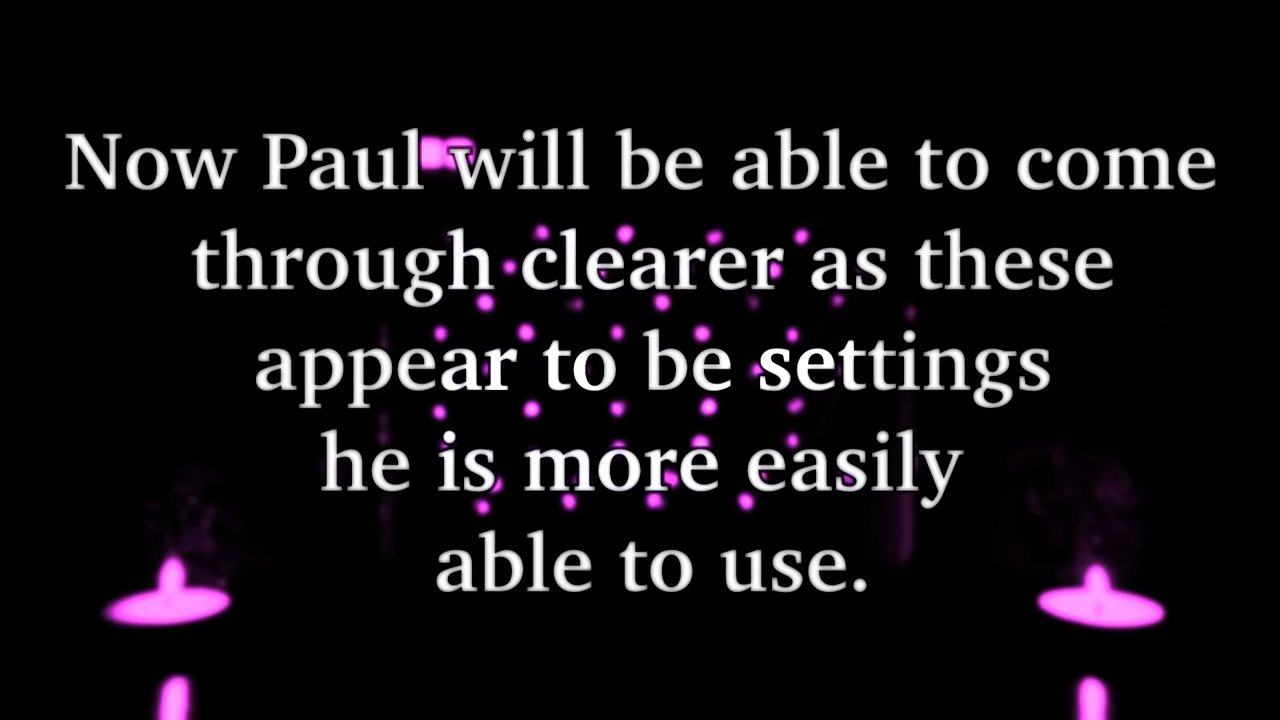 Now Paul will be able to come
through clearer as these
appear to be settings
he is more easily
able to use.